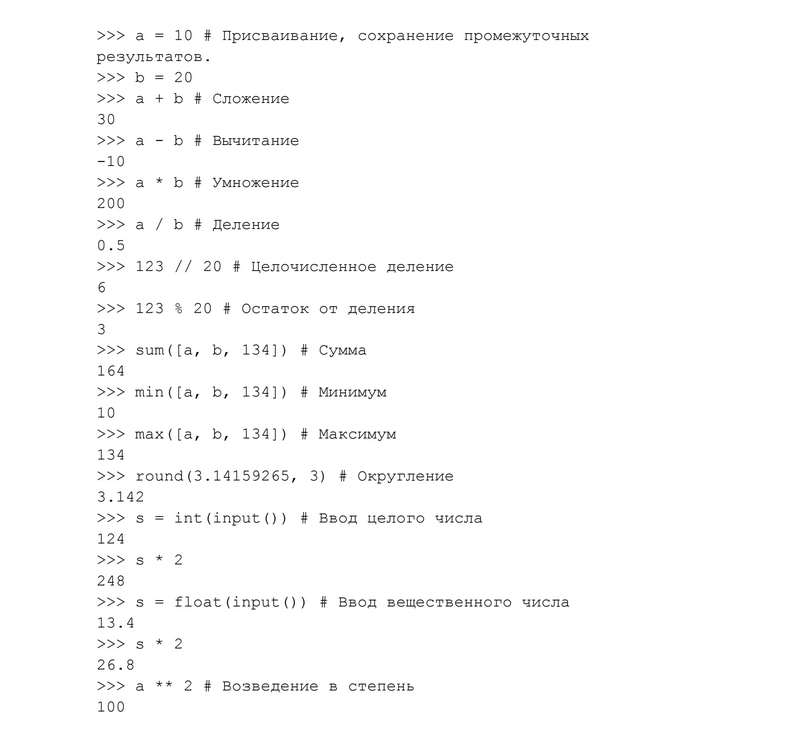 >>> a = 10 # Присваивание, сохранение промежуточных
результатов.
>>> b = 20
>>> a + b # Сложение
30
>>> a - b # Вычитание
-10
>>> a * b # Умножение
200
>>> a / b # Деление
0.5
>>> 123 // 20 # Целочисленное деление
6
>>> 123 % 20 # Остаток от деления
3
>>> sum([a, b, 134]) # Сумма
164
>>> min([a, b, 134]) # Минимум
10
>>> max([a, b, 134]) # Максимум
134
>>> round(3.14159265, 3) # Округление
3.142
>>> s = int(input()) # Ввод целого числа
124
>>> s * 2
248
>>> s = float(input()) # Ввод вещественного числа
13.4
>>> s * 2
26.8
>>> a ** 2 # Возведение в степень
100